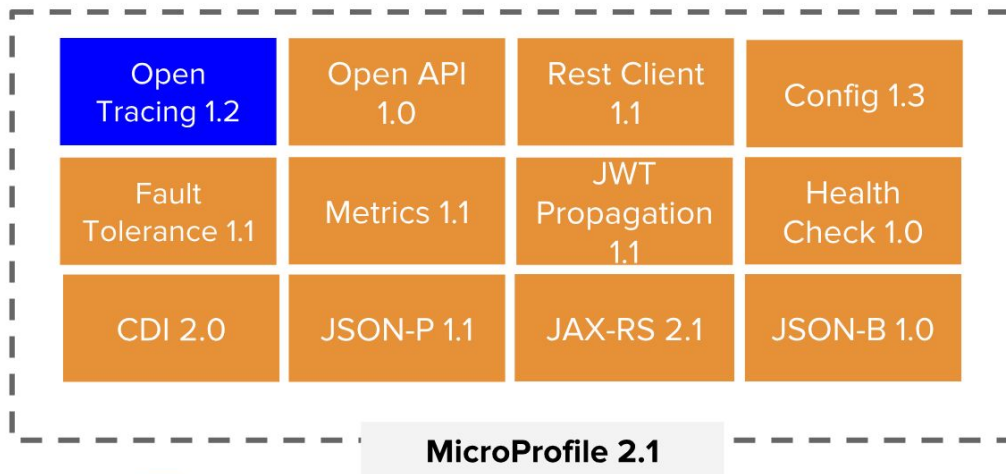 Open
Tracing 1.2
Open API
1.0
Rest Client
1.1
Config 1.3
Fault
Tolerance 1.1
Metrics 1.1
JWT
Propagation
1.1
Health
Check 1.0
CDI 2.0
JSON-P 1.1
JAX-RS 2.1
JSON-B 1.0
MicroProfile 2.1